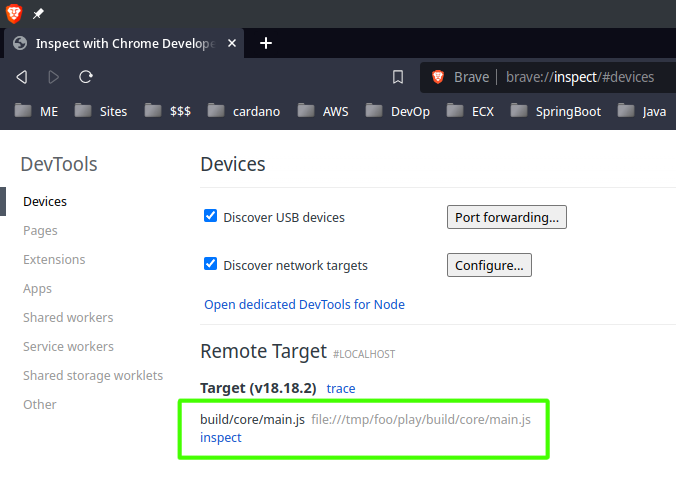 Inspect with Chrome Develope
Brave brave://inspect/#devices
ME Sites $$$ cardano AWS DevOp ECX SpringBoot Java
DevTools
Devices
Pages
Extensions
Apps
Shared workers
Service workers
Shared storage worklets
Other
Devices
Discover USB devices Port forwarding...
Discover network targets Configure...
Open dedicated DevTools for Node
Remote Target #LOCALHOST
Target (v18.18.2) trace
build/core/main.js file:///tmp/foo/play/build/core/main.js
inspect